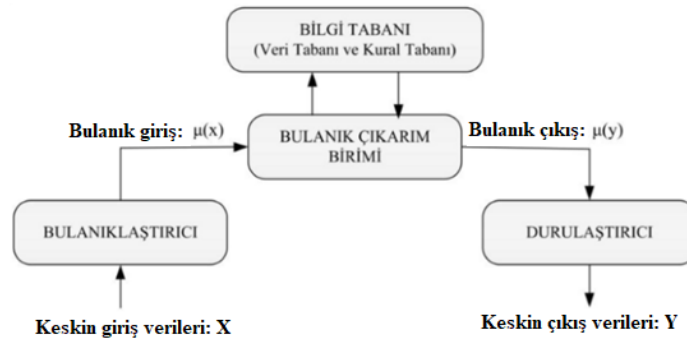 BİLGİ TABANI
(Veri Tabanı ve Kural Tabanı)
Bulanık giriş: μ(x)
BULANIK ÇIKARIM
BİRİMİ
Bulanık çıkış: μ(y)
BULANIKLAŞTIRICI
DURULAŞTIRICI
Keskin giriş verileri: X
Keskin çıkış verileri: Y